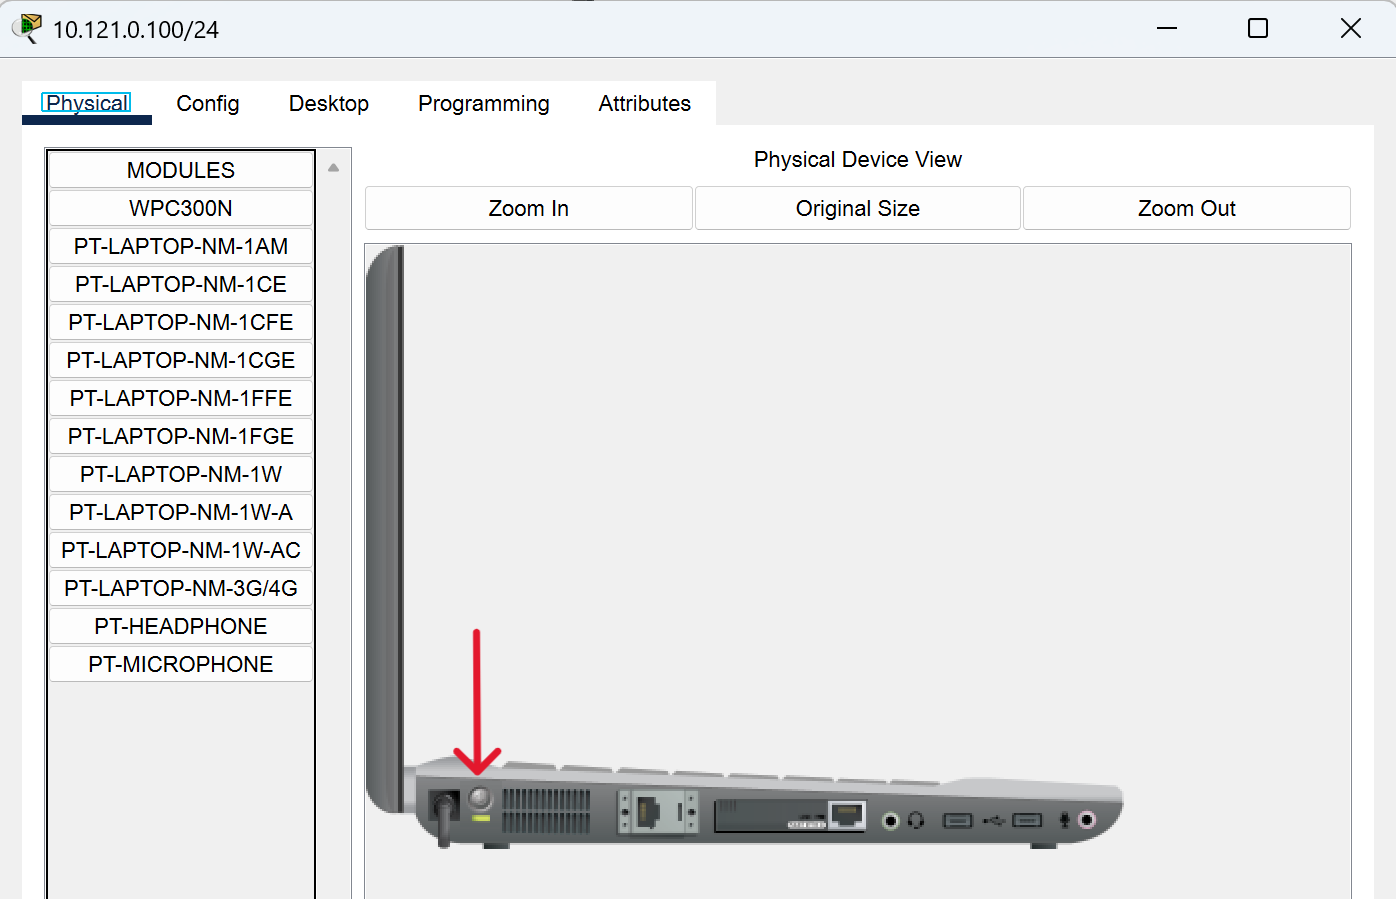 10.121.0.100/24
Physical Config Desktop Programming Attributes
MODULES
WPC300N
PT-LAPTOP-NM-1AM
PT-LAPTOP-NM-1CE
PT-LAPTOP-NM-1CFE
PT-LAPTOP-NM-1CGE
PT-LAPTOP-NM-1FFE
PT-LAPTOP-NM-1FGE
PT-LAPTOP-NM-1W
PT-LAPTOP-NM-1W-A
PT-LAPTOP-NM-1W-AC
PT-LAPTOP-NM-3G/4G
PT-HEADPHONE
PT-MICROPHONE
Physical Device View
Zoom In Original Size Zoom Out